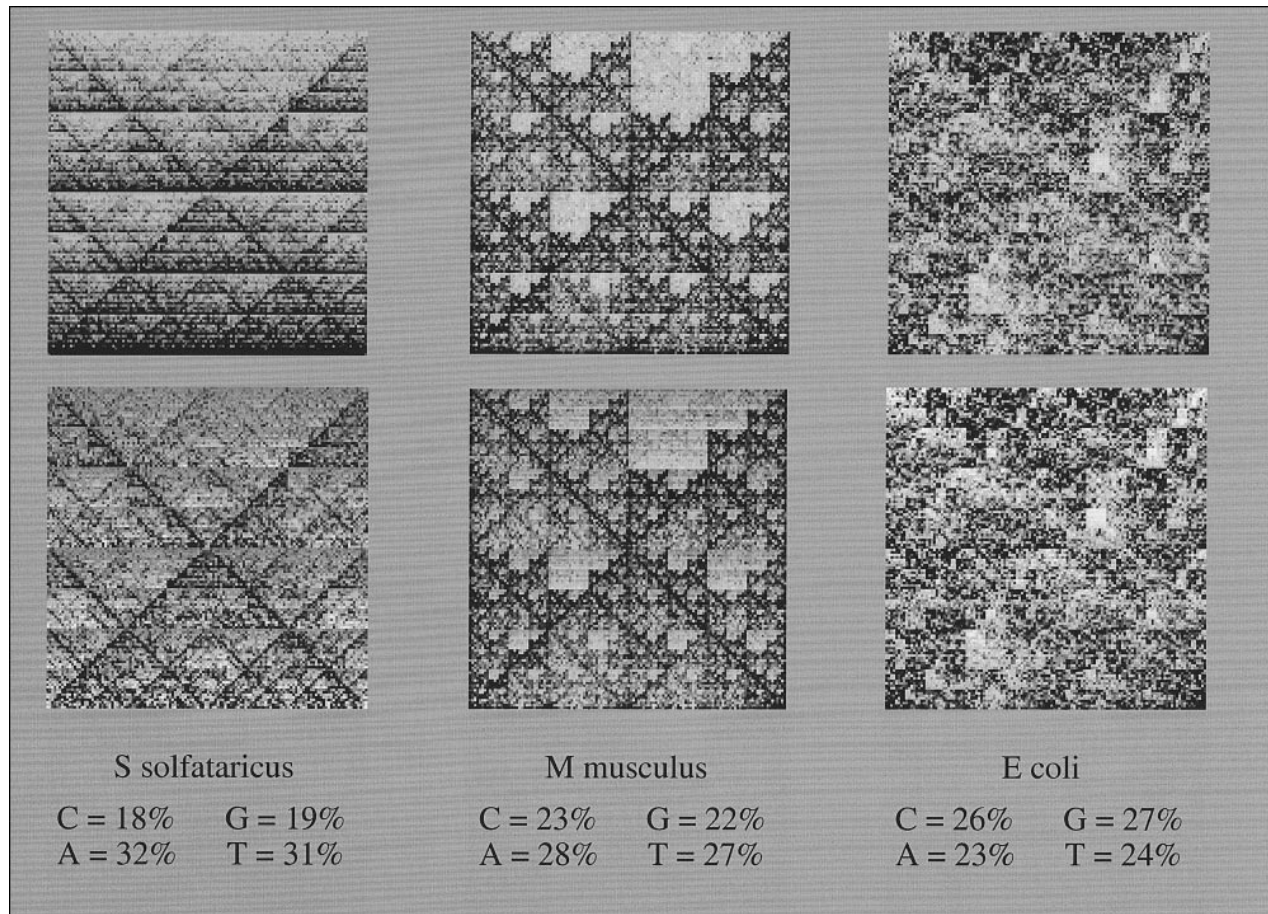 S solfataricus
C = 18% G = 19%
A = 32% T = 31%
M musculus
C = 23% G = 22%
A = 28% T = 27%
E coli
C = 26% G = 27%
A = 23% T = 24%